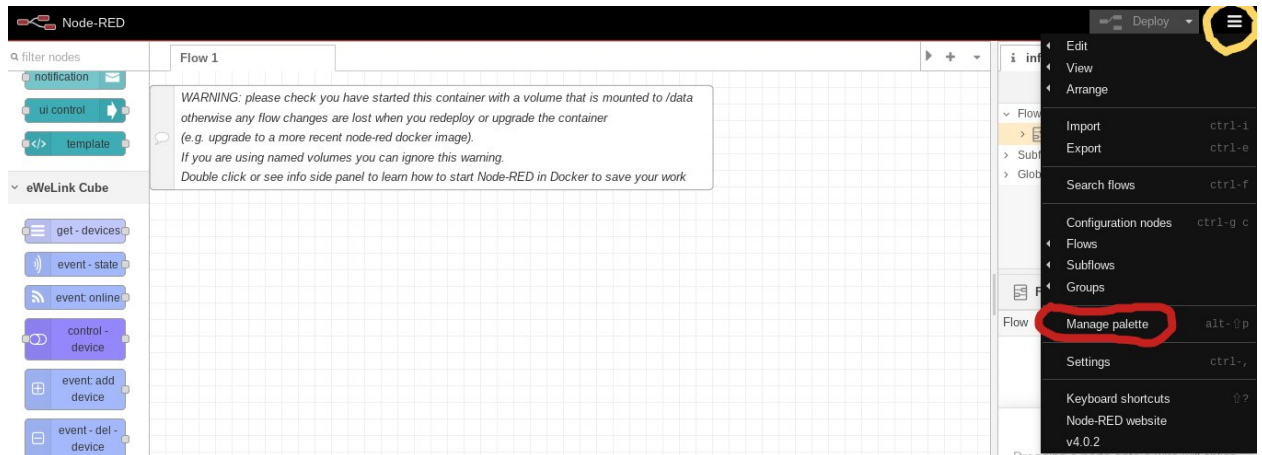 Node-RED
Deploy
filter nodes
Flow 1
notification
ui control
template
eWeLink Cube
get - devices
event - state
event: online
control -
device
event: add
device
event - del -
device
WARNING: please check you have started this container with a volume that is mounted to /data
otherwise any flow changes are lost when you redeploy or upgrade the container
(e.g. upgrade to a more recent node-red docker image).
If you are using named volumes you can ignore this warning.
Double click or see info side panel to learn how to start Node-RED in Docker to save your work
i inf
Flow
Subf
Glob
F
Flow
Edit
View
Arrange
Import ctrl-i
Export ctrl-e
Search flows ctrl-f
Configuration nodes ctrl-g c
Flows
Subflows
Groups
Manage palette alt-⇧p
Settings ctrl-,
Keyboard shortcuts ⇧?
Node-RED website
v4.0.2